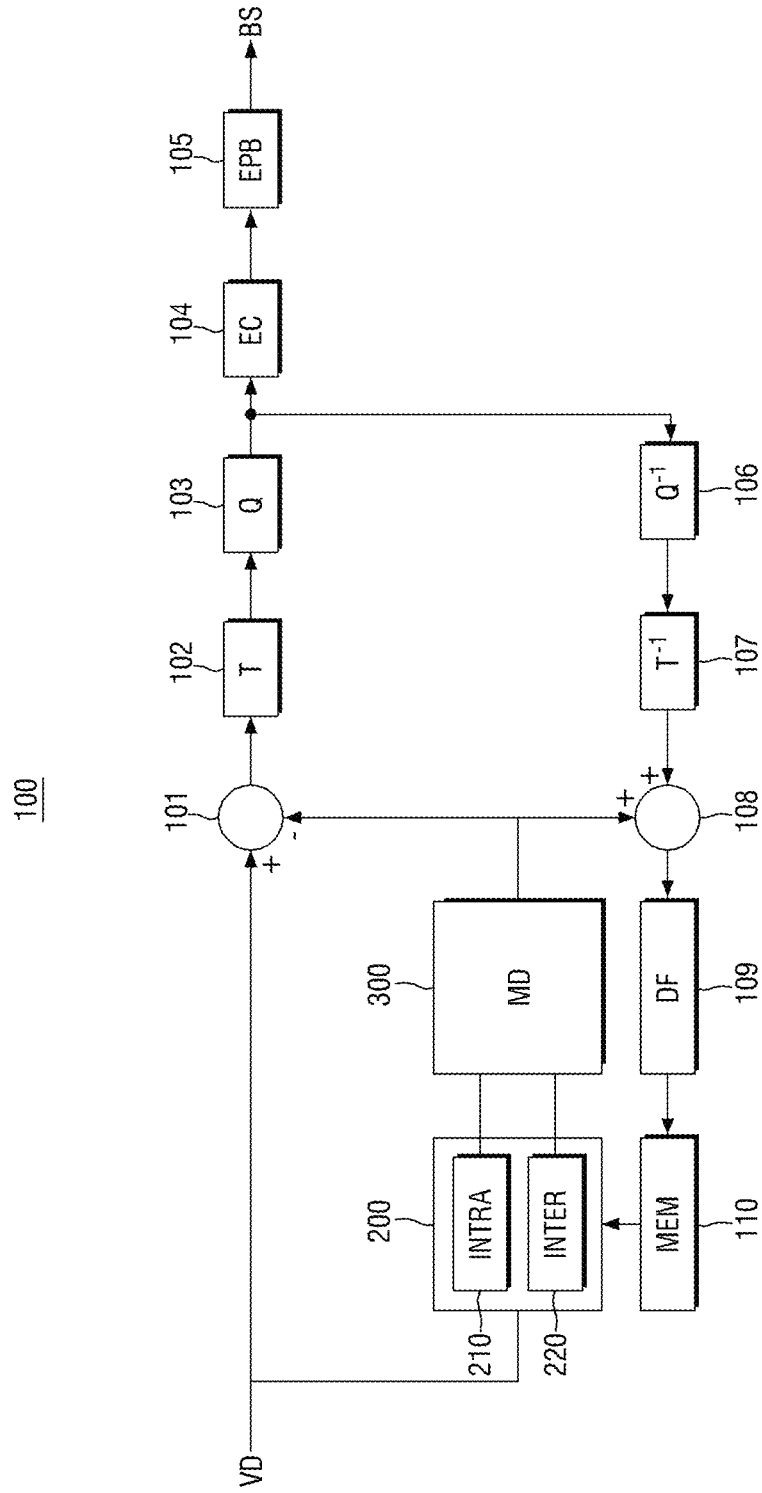 100
VD
+
-
101
102
T
103
Q
104
EC
105
EPB
BS
200
INTRA
210
INTER
220
300
MD
+
+
MEM
110
DF
109
108
T⁻¹
107
Q⁻¹
106